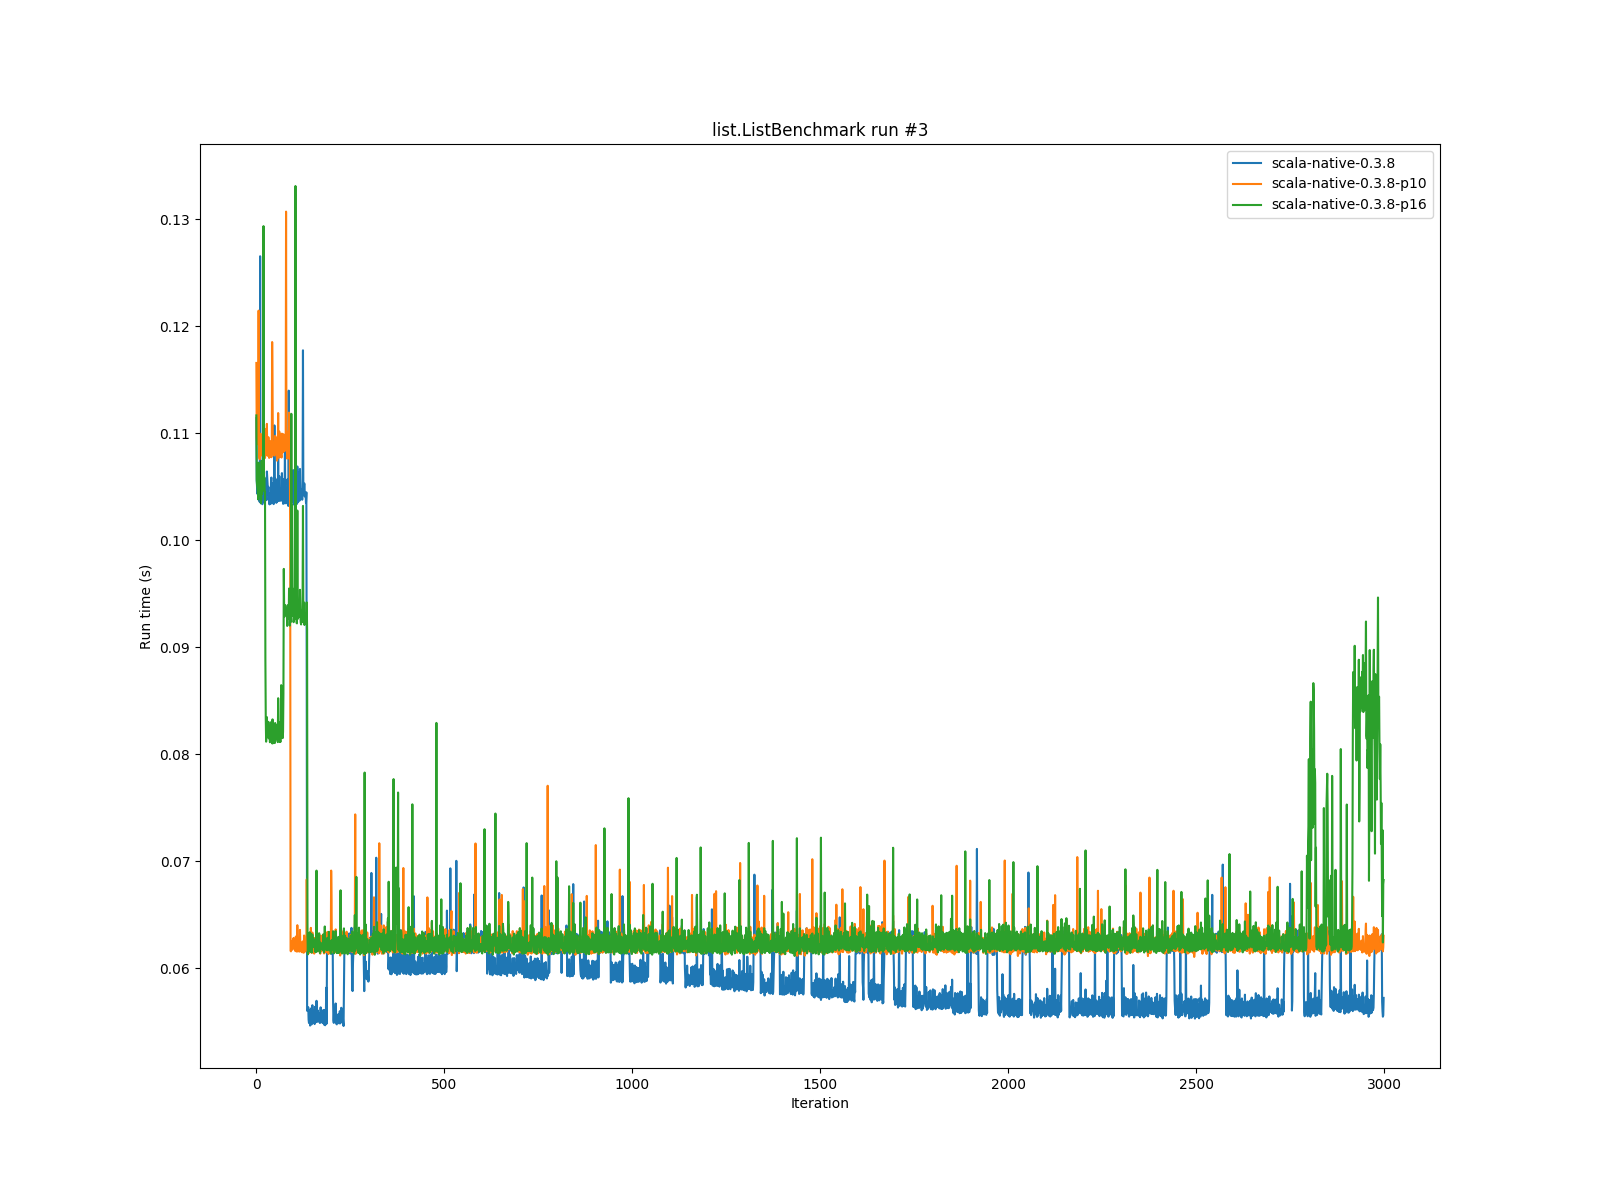 list.ListBenchmark run #3
scala-native-0.3.8
scala-native-0.3.8-p10
scala-native-0.3.8-p16
0.13
0.12
0.11
0.10
0.09
0.08
0.07
0.06
Run time (s)
0 500 1000 1500 2000 2500 3000
Iteration